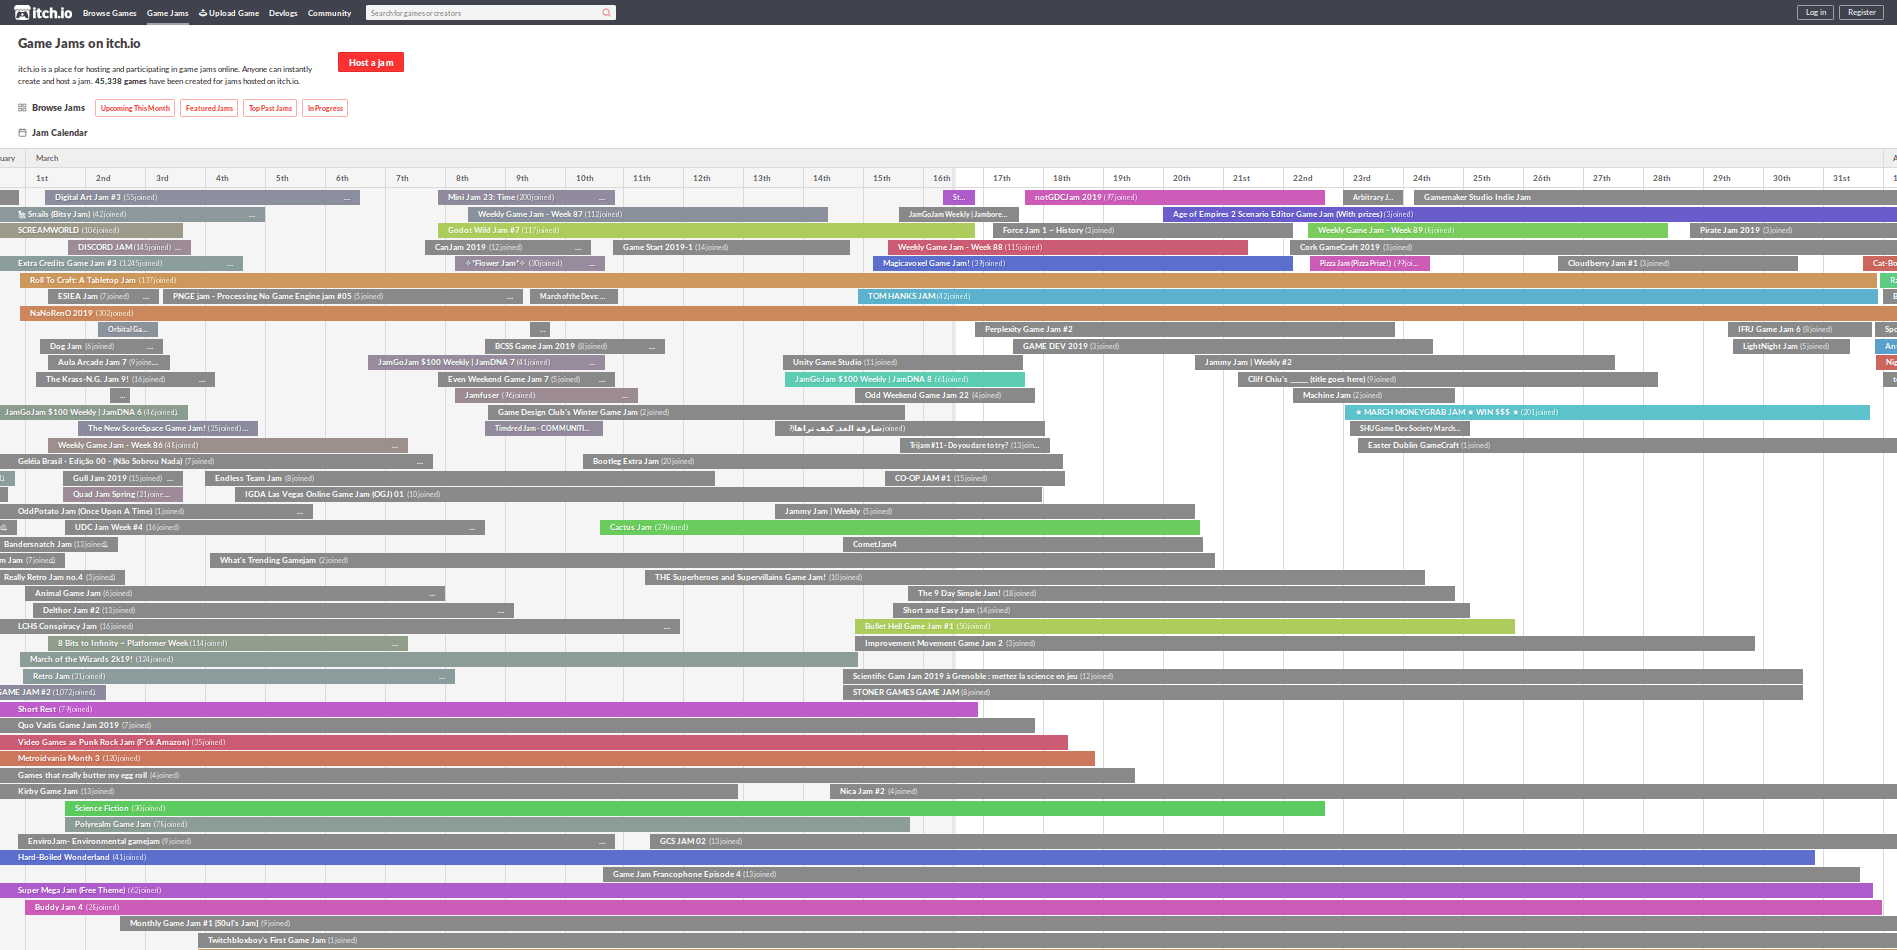 itch.io Browse Games Game Jams Upload Game Devlogs Community Search for games or creators Log in Register
Game Jams on itch.io
itch.io is a place for hosting and participating in game jams online. Anyone can instantly
create and host a jam. 45,338 games have been created for jams hosted on itch.io.
Host a jam
Browse Jams Upcoming This Month Featured Jams Top Past Jams In Progress
Jam Calendar
uary March A
1st 2nd 3rd 4th 5th 6th 7th 8th 9th 10th 11th 12th 13th 14th 15th 16th 17th 18th 19th 20th 21st 22nd 23rd 24th 25th 26th 27th 28th 29th 30th 31st 1
Digital Art Jam #3 (55 joined) ... Mini Jam 23: Time (200 joined) ... St... notGDCJam 2019 Arbitrary J... Gamemaker Studio Indie Jam
Snails (Bitsy Jam) (42 joined) ... Weekly Game Jam - Week 87 (112 joined) JamGoJam Weekly | Jambore... Age of Empires 2 Scenario Editor Game Jam (With prizes) (3 joined)
SCREAMWORLD (106 joined) Godot Wild Jam #7 (117 joined) Force Jam 1 – History (3 joined) Weekly Game Jam - Week 89 (8 joined) Pirate Jam 2019 (3 joined)
DISCORD JAM (145 joined) ... CanJam 2019 (12 joined) ... Game Start 2019-1 (14 joined) Weekly Game Jam - Week 88 (115 joined) Cork GameCraft 2019 (3 joined)
Extra Credits Game Jam #3 (1,245 joined) ... ✧*Flower Jam*✧ (30 joined) ... Magicavoxel Game Jam! Pizza Jam (Pizza Prize!) Cloudberry Jam #1 (3 joined) Cat-Bo
Roll To Craft: A Tabletop Jam (137 joined) Ra
ESIEA Jam (7 joined) ... PNGE jam - Processing No Game Engine jam #05 (5 joined) ... March of the Devs: ... TOM HANKS JAM (42 joined)
NaNoRenO 2019 (302 joined)
Orbital Ga... ... Perplexity Game Jam #2 IFRJ Game Jam 6 (8 joined) Spo
Dog Jam (6 joined) ... BCSS Game Jam 2019 (8 joined) ... GAME DEV 2019 (3 joined) LightNight Jam (5 joined) An
Aula Arcade Jam 7 (9 joine... JamGoJam $100 Weekly | JamDNA 7 (41 joined) ... Unity Game Studio (11 joined) Jammy Jam | Weekly #2 Nig
The Krass-N.G. Jam 9! (16 joined) ... Even Weekend Game Jam 7 (5 joined) ... JamGoJam $100 Weekly | JamDNA 8 (61 joined) Cliff Chiu's _____ (title goes here) (9 joined)
... Jamfuser ... Odd Weekend Game Jam 22 (4 joined) Machine Jam (2 joined)
JamGoJam $100 Weekly | JamDNA 6 (46 joined) Game Design Club's Winter Game Jam (2 joined) ★ MARCH MONEYGRAB JAM ★ WIN $$$ ★ (201 joined)
The New ScoreSpace Game Jam! (35 joined) ... Timdred Jam - COMMUNITI... شارفة الغد, كيف نراها؟ SHU Game Dev Society March...
Weekly Game Jam - Week 86 (48 joined) ... Trijam #11 - Do you dare to try? (13 join... Easter Dublin GameCraft (1 joined)
Geléia Brasil - Edição 00 - (Não Sobrou Nada) (7 joined) ... Bootleg Extra Jam (20 joined)
Gull Jam 2019 (15 joined) ... Endless Team Jam (8 joined) CO-OP JAM #1 (15 joined)
Quad Jam Spring (21 joine... IGDA Las Vegas Online Game Jam (OGJ) 01 (10 joined)
OddPotato Jam (Once Upon A Time) (1 joined) ... Jammy Jam | Weekly (5 joined)
UDC Jam Week #4 (16 joined) ... Cactus Jam
Bandersnatch Jam (13 joined) CometJam4
m Jam (7 joined) What's Trending Gamejam (2 joined)
Really Retro Jam no.4 (3 joined) THE Superheroes and Supervillains Game Jam! (10 joined)
Animal Game Jam (6 joined) ... The 9 Day Simple Jam! (18 joined)
Delthor Jam #2 (13 joined) ... Short and Easy Jam (14 joined)
LCHS Conspiracy Jam (16 joined) ... Bullet Hell Game Jam #1 (50 joined)
8 Bits to Infinity – Platformer Week (114 joined) ... Improvement Movement Game Jam 2 (3 joined)
March of the Wizards 2k19! (124 joined)
Retro Jam (31 joined) ... Scientific Gam Jam 2019 à Grenoble : mettez la science en jeu (12 joined)
GAME JAM #2 (1,072 joined) STONER GAMES GAME JAM (8 joined)
Short Rest
Quo Vadis Game Jam 2019 (7 joined)
Video Games as Punk Rock Jam (F*ck Amazon) (35 joined)
Metroidvania Month 3 (120 joined)
Games that really butter my egg roll (4 joined)
Kirby Game Jam (13 joined) Nica Jam #2 (4 joined)
Science Fiction (30 joined)
Polyrealm Game Jam (78 joined)
EnviroJam- Environmental gamejam (9 joined) ... GCS JAM 02 (13 joined)
Hard-Boiled Wonderland (41 joined)
Game Jam Francophone Episode 4 (13 joined)
Super Mega Jam (Free Theme) (62 joined)
Buddy Jam 4 (28 joined)
Monthly Game Jam #1 [S0ul's Jam] (9 joined)
Twitchbloxboy's First Game Jam (1 joined)